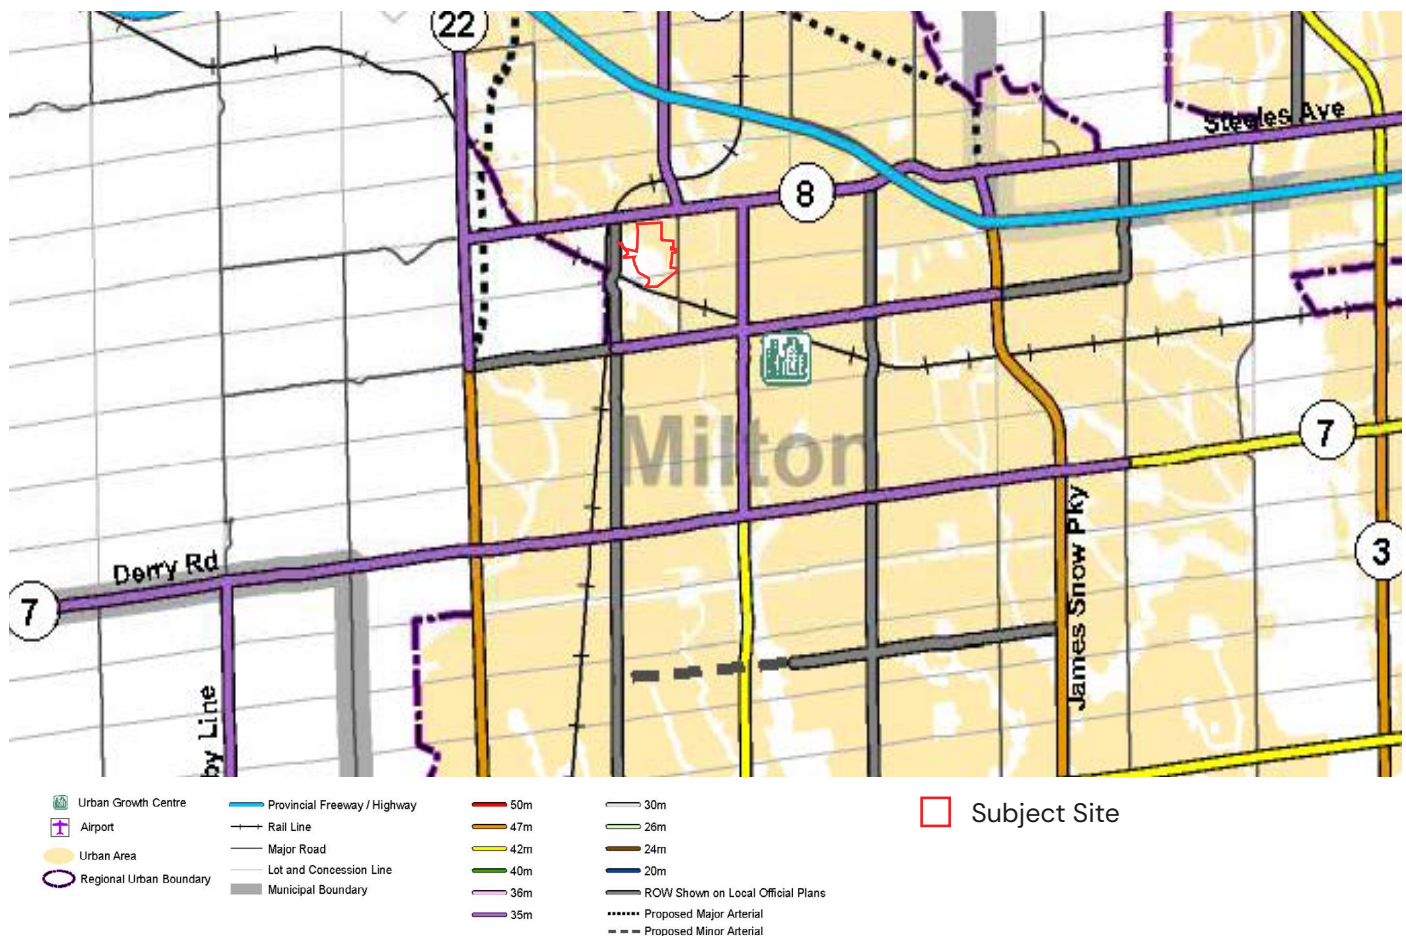 22
Steeles Ave
8
Milton
7
Derry Rd
7
James Snow Pky
3
by Line
Urban Growth Centre
Airport
Urban Area
Regional Urban Boundary
Provincial Freeway / Highway
Rail Line
Major Road
Lot and Concession Line
Municipal Boundary
50m
47m
42m
40m
36m
35m
30m
26m
24m
20m
ROW Shown on Local Official Plans
Proposed Major Arterial
Proposed Minor Arterial
Subject Site